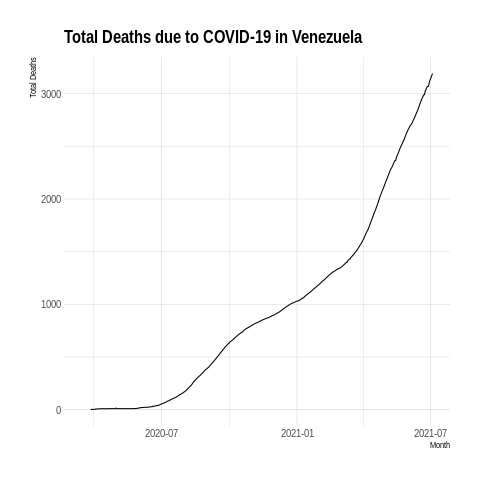 Total Deaths due to COVID-19 in Venezuela
Total Deaths
3000
2000
1000
0
2020-07
2021-01
2021-07
Month